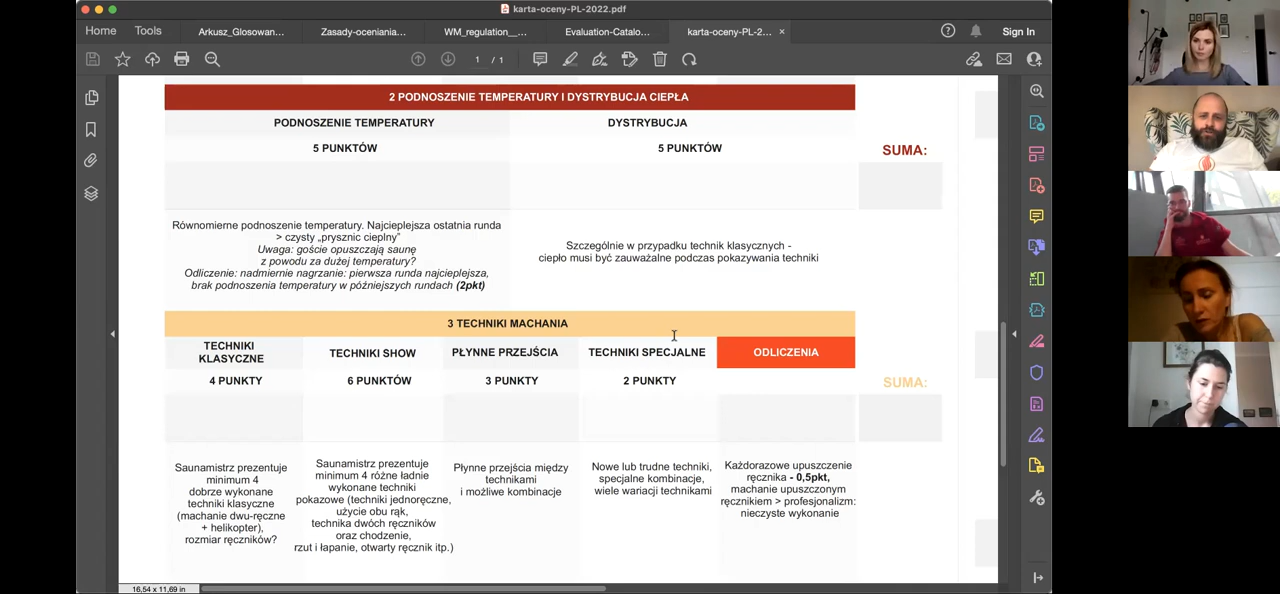 karta-oceny-PL-2022.pdf
Home Tools Arkusz_Glosowan... Zasady-oceniania... WM_regulation__... Evaluation-Catalo... karta-oceny-PL-2... × Sign In
1 / 1
2 PODNOSZENIE TEMPERATURY I DYSTRYBUCJA CIEPŁA
PODNOSZENIE TEMPERATURY DYSTRYBUCJA
5 PUNKTÓW 5 PUNKTÓW SUMA:
Równomierne podnoszenie temperatury. Najcieplejsza ostatnia runda
> czysty „prysznic cieplny”
Uwaga: goście opuszczają saunę
z powodu za dużej temperatury?
Odliczenie: nadmiernie nagrzanie: pierwsza runda najcieplejsza,
brak podnoszenia temperatury w późniejszych rundach (2pkt)
Szczególnie w przypadku technik klasycznych -
ciepło musi być zauważalne podczas pokazywania techniki
3 TECHNIKI MACHANIA
TECHNIKI
KLASYCZNE
TECHNIKI SHOW
PŁYNNE PRZEJŚCIA
TECHNIKI SPECJALNE
ODLICZENIA
4 PUNKTY 6 PUNKTÓW 3 PUNKTY 2 PUNKTY SUMA:
Saunamistrz prezentuje
minimum 4
dobrze wykonane
techniki klasyczne
(machanie dwu-ręczne
+ helikopter),
rozmiar ręczników?
Saunamistrz prezentuje
minimum 4 różne ładnie
wykonane techniki
pokazowe (techniki jednoręczne,
użycie obu rąk,
technika dwóch ręczników
oraz chodzenie,
rzut i łapanie, otwarty ręcznik itp.)
Płynne przejścia między
technikami
i możliwe kombinacje
Nowe lub trudne techniki,
specjalne kombinacje,
wiele wariacji technikami
Każdorazowe upuszczenie
ręcznika - 0,5pkt,
machanie upuszczonym
ręcznikiem > profesjonalizm:
nieczyste wykonanie
16,54 x 11,69 in